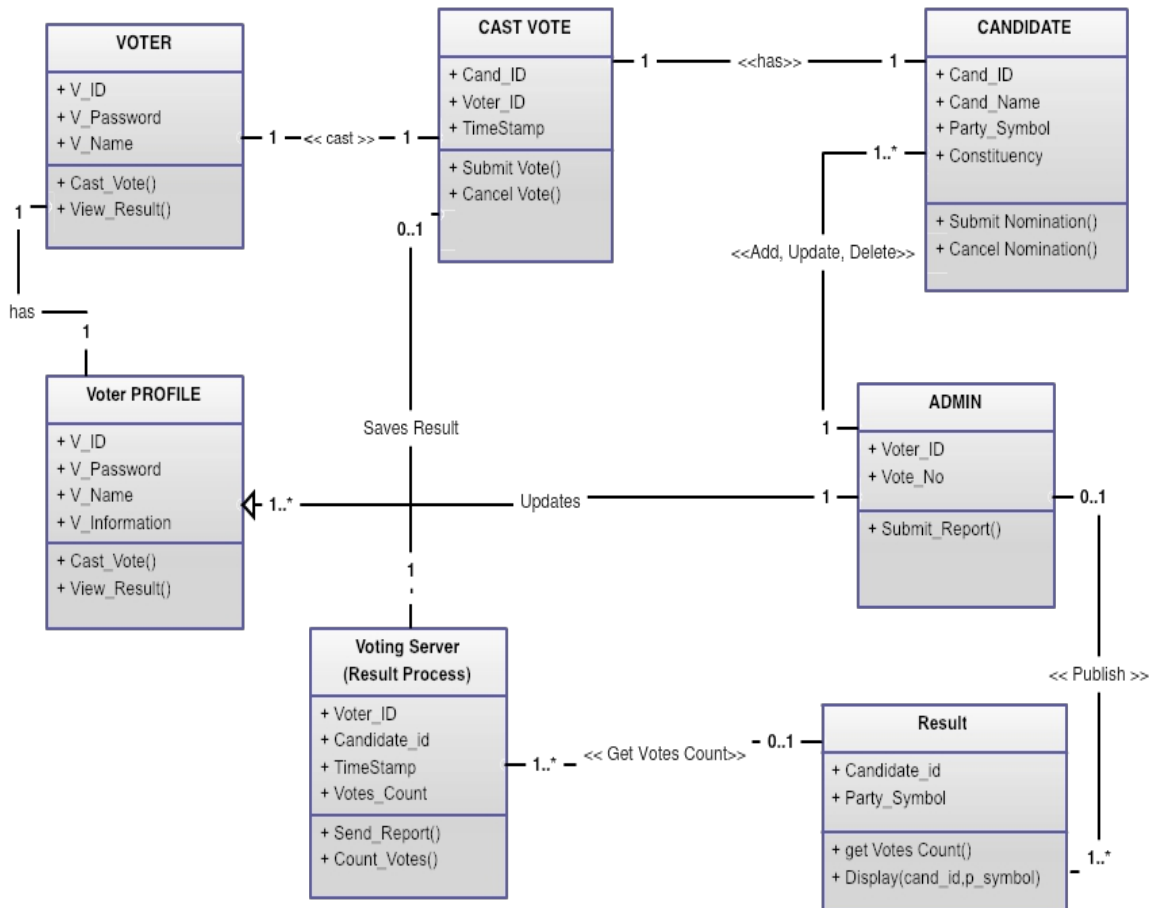 VOTER
+ V_ID
+ V_Password
+ V_Name
+ Cast_Vote()
+ View_Result()
1
<< cast >>
1
CAST VOTE
+ Cand_ID
+ Voter_ID
+ TimeStamp
+ Submit Vote()
+ Cancel Vote()
1
<<has>>
1
CANDIDATE
+ Cand_ID
+ Cand_Name
+ Party_Symbol
+ Constituency
+ Submit Nomination()
+ Cancel Nomination()
1
has
1
0..1
Saves Result
1
1..*
<<Add, Update, Delete>>
1
Voter PROFILE
+ V_ID
+ V_Password
+ V_Name
+ V_Information
+ Cast_Vote()
+ View_Result()
1..*
Updates
1
ADMIN
+ Voter_ID
+ Vote_No
+ Submit_Report()
0..1
<< Publish >>
1..*
Voting Server
(Result Process)
+ Voter_ID
+ Candidate_id
+ TimeStamp
+ Votes_Count
+ Send_Report()
+ Count_Votes()
1..*
<< Get Votes Count>>
0..1
Result
+ Candidate_id
+ Party_Symbol
+ get Votes Count()
+ Display(cand_id,p_symbol)